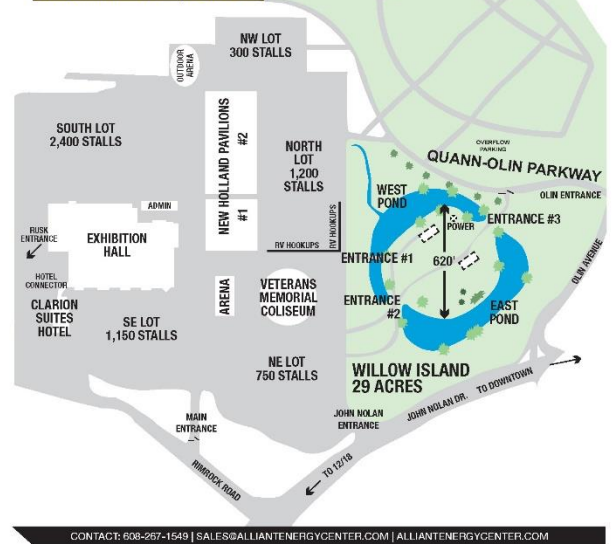 NW LOT
300 STALLS
OUTDOOR
ARENA
SOUTH LOT
2,400 STALLS
NEW HOLLAND PAVILIONS
#2
#1
NORTH
LOT
1,200
STALLS
OVERFLOW
PARKING
QUANN-OLIN PARKWAY
OLIN ENTRANCE
WEST
POND
POWER
ENTRANCE #3
ADMIN
RUSK
ENTRANCE
EXHIBITION
HALL
RV HOOKUPS
RV HOOKUPS
ENTRANCE #1
620'
OLIN AVENUE
HOTEL
CONNECTOR
CLARION
SUITES
HOTEL
ARENA
VETERANS
MEMORIAL
COLISEUM
ENTRANCE
#2
EAST
POND
SE LOT
1,150 STALLS
NE LOT
750 STALLS
WILLOW ISLAND
29 ACRES
TO DOWNTOWN
JOHN NOLAN DR.
JOHN NOLAN
ENTRANCE
MAIN
ENTRANCE
TO 12/18
RIMROCK ROAD
CONTACT: 608-267-1549 | SALES@ALLIANTENERGYCENTER.COM | ALLIANTENERGYCENTER.COM